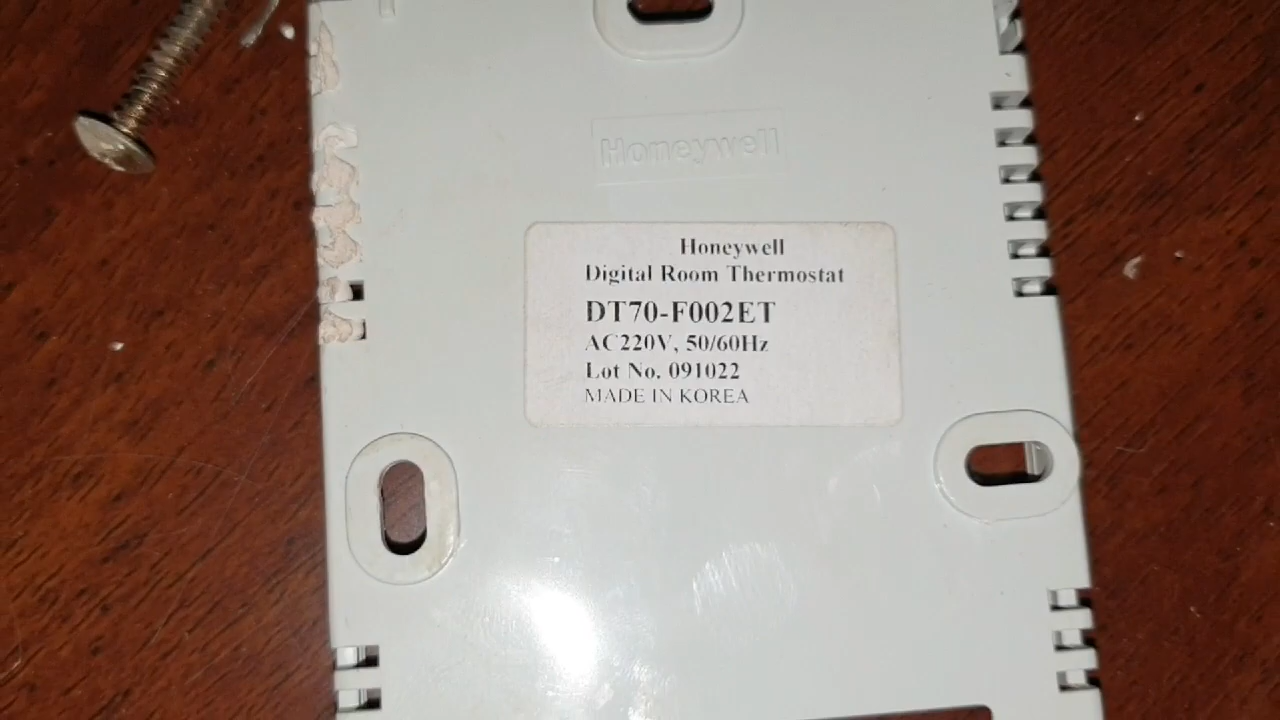 Honeywell
Honeywell
Digital Room Thermostat
DT70-F002ET
AC220V, 50/60Hz
Lot No. 091022
MADE IN KOREA